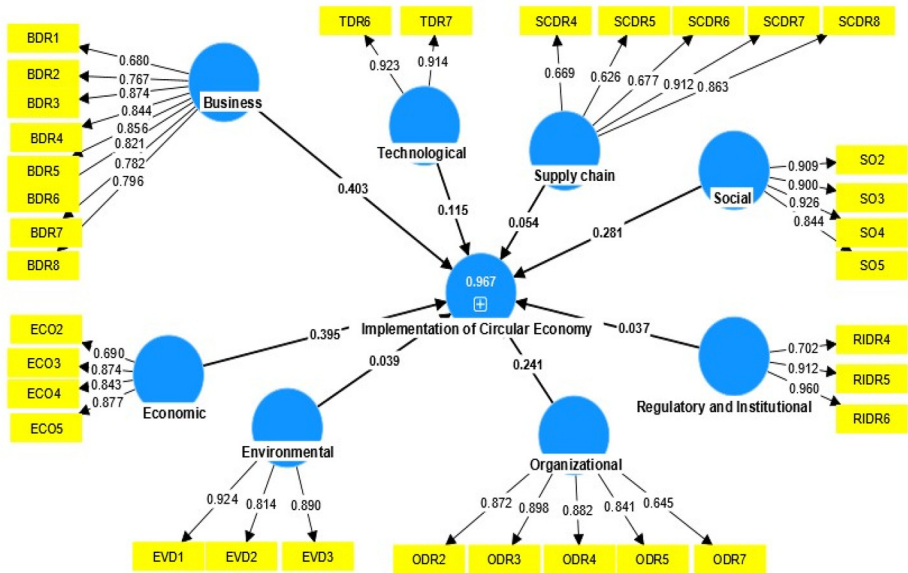 TDR6
TDR7
SCDR4
SCDR5
SCDR6
SCDR7
SCDR8
BDR1
BDR2
BDR3
BDR4
BDR5
BDR6
BDR7
BDR8
0.680
0.767
0.874
0.844
0.856
0.821
0.782
0.796
Business
0.923
0.914
Technological
0.669
0.626
0.677
0.912
0.863
Supply chain
Social
0.909
0.900
0.926
0.844
SO2
SO3
SO4
SO5
0.403
0.115
0.054
0.281
0.967
Implementation of Circular Economy
0.395
0.039
0.241
0.037
ECO2
ECO3
ECO4
ECO5
0.690
0.874
0.843
0.877
Economic
Environmental
0.924
0.814
0.890
EVD1
EVD2
EVD3
Organizational
0.872
0.898
0.882
0.841
0.645
ODR2
ODR3
ODR4
ODR5
ODR7
Regulatory and Institutional
0.702
0.912
0.960
RIDR4
RIDR5
RIDR6